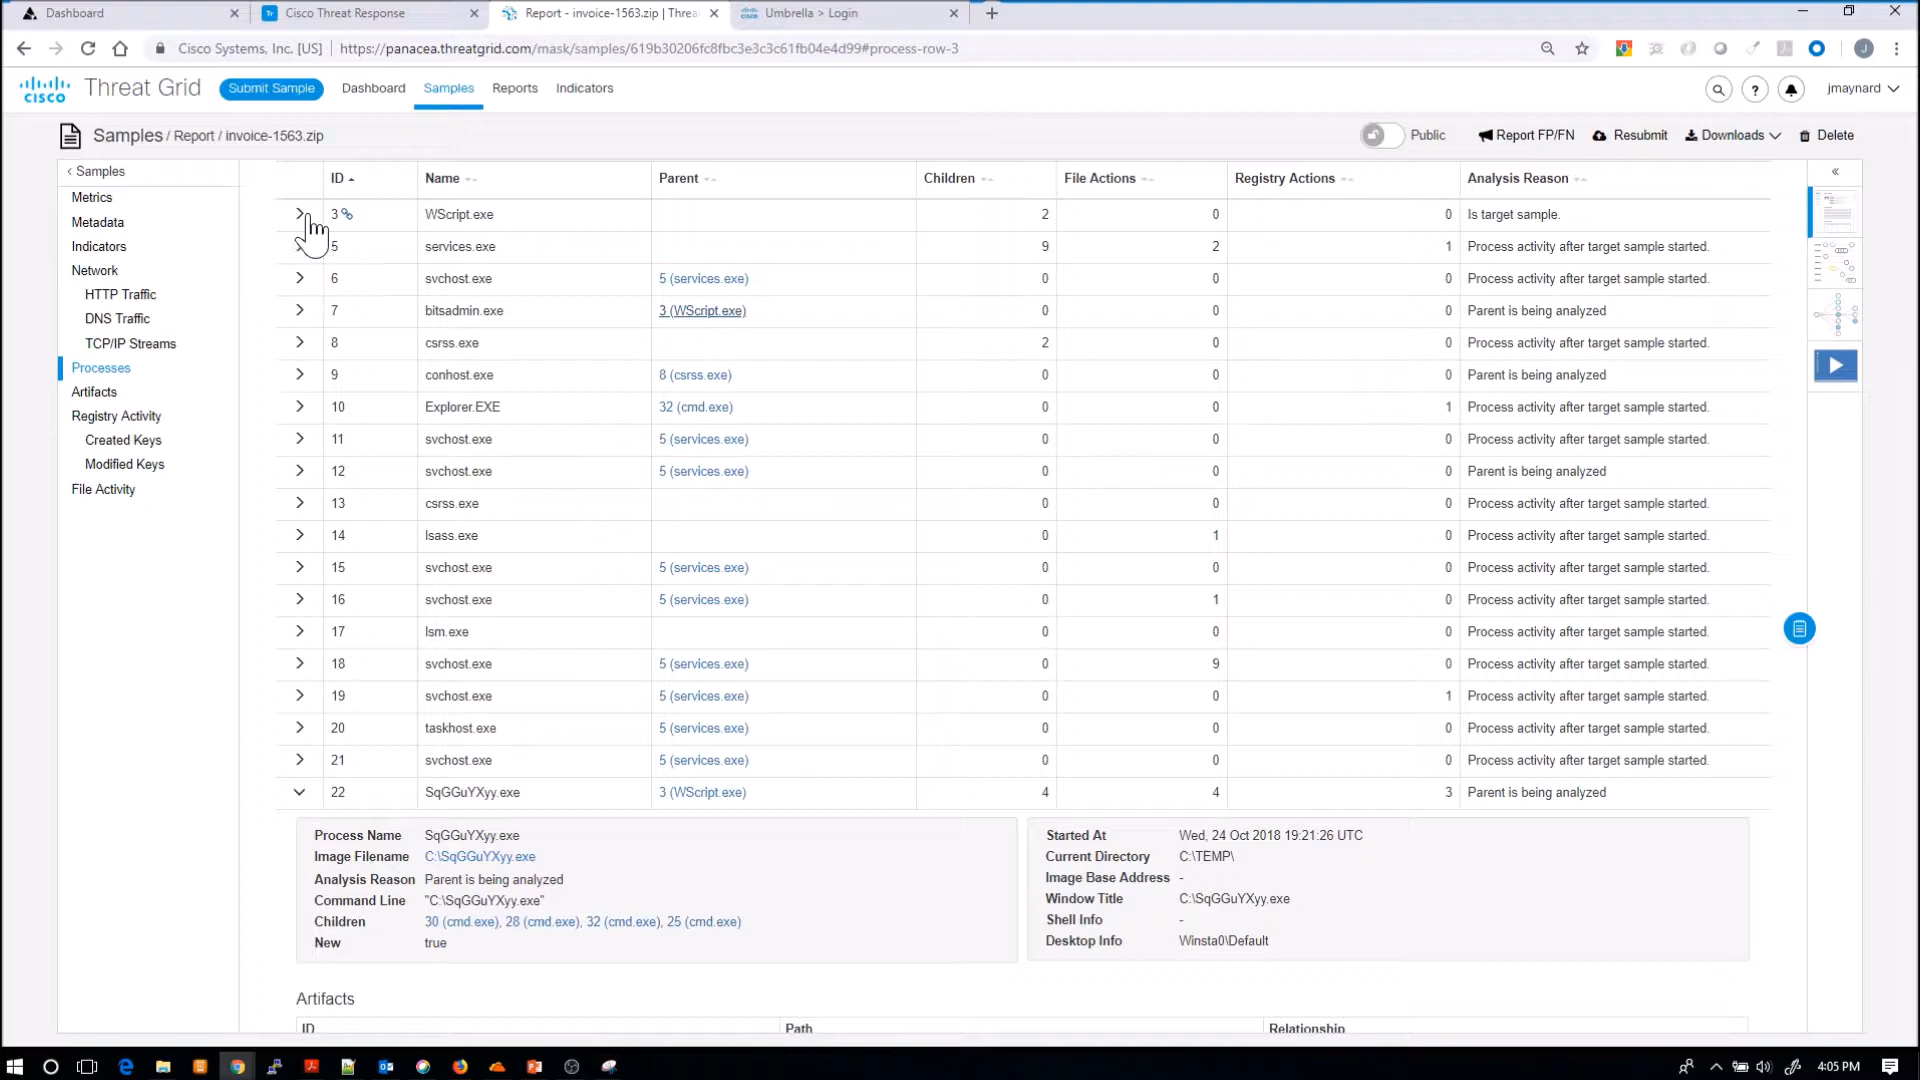 Dashboard
Cisco Threat Response
Report - invoice-1563.zip | Threa
Umbrella > Login
Cisco Systems, Inc. [US]
https://panacea.threatgrid.com/mask/samples/619b30206fc8fbc3e3c3c61fb04e4d99#process-row-3
J
CISCO
Threat Grid
Submit Sample
Dashboard
Samples
Reports
Indicators
?
jmaynard
Samples / Report / invoice-1563.zip
Public
Report FP/FN
Resubmit
Downloads
Delete
< Samples
Metrics
Metadata
Indicators
Network
HTTP Traffic
DNS Traffic
TCP/IP Streams
Processes
Artifacts
Registry Activity
Created Keys
Modified Keys
File Activity
ID Name Parent Children File Actions Registry Actions Analysis Reason
3 WScript.exe 2 0 0 Is target sample.
5 services.exe 9 2 1 Process activity after target sample started.
6 svchost.exe 5 (services.exe) 0 0 0 Process activity after target sample started.
7 bitsadmin.exe 3 (WScript.exe) 0 0 0 Parent is being analyzed
8 csrss.exe 2 0 0 Process activity after target sample started.
9 conhost.exe 8 (csrss.exe) 0 0 0 Parent is being analyzed
10 Explorer.EXE 32 (cmd.exe) 0 0 1 Process activity after target sample started.
11 svchost.exe 5 (services.exe) 0 0 0 Process activity after target sample started.
12 svchost.exe 5 (services.exe) 0 0 0 Parent is being analyzed
13 csrss.exe 0 0 0 Process activity after target sample started.
14 lsass.exe 0 1 0 Process activity after target sample started.
15 svchost.exe 5 (services.exe) 0 0 0 Process activity after target sample started.
16 svchost.exe 5 (services.exe) 0 1 0 Process activity after target sample started.
17 lsm.exe 0 0 0 Process activity after target sample started.
18 svchost.exe 5 (services.exe) 0 9 0 Process activity after target sample started.
19 svchost.exe 5 (services.exe) 0 0 1 Process activity after target sample started.
20 taskhost.exe 5 (services.exe) 0 0 0 Process activity after target sample started.
21 svchost.exe 5 (services.exe) 0 0 0 Process activity after target sample started.
22 SqGGuYXyy.exe 3 (WScript.exe) 4 4 3 Parent is being analyzed
Process Name SqGGuYXyy.exe
Image Filename C:\SqGGuYXyy.exe
Analysis Reason Parent is being analyzed
Command Line "C:\SqGGuYXyy.exe"
Children 30 (cmd.exe), 28 (cmd.exe), 32 (cmd.exe), 25 (cmd.exe)
New true
Started At Wed, 24 Oct 2018 19:21:26 UTC
Current Directory C:\TEMP\
Image Base Address -
Window Title C:\SqGGuYXyy.exe
Shell Info -
Desktop Info Winsta0\Default
Artifacts
ID Path Relationship
4:05 PM